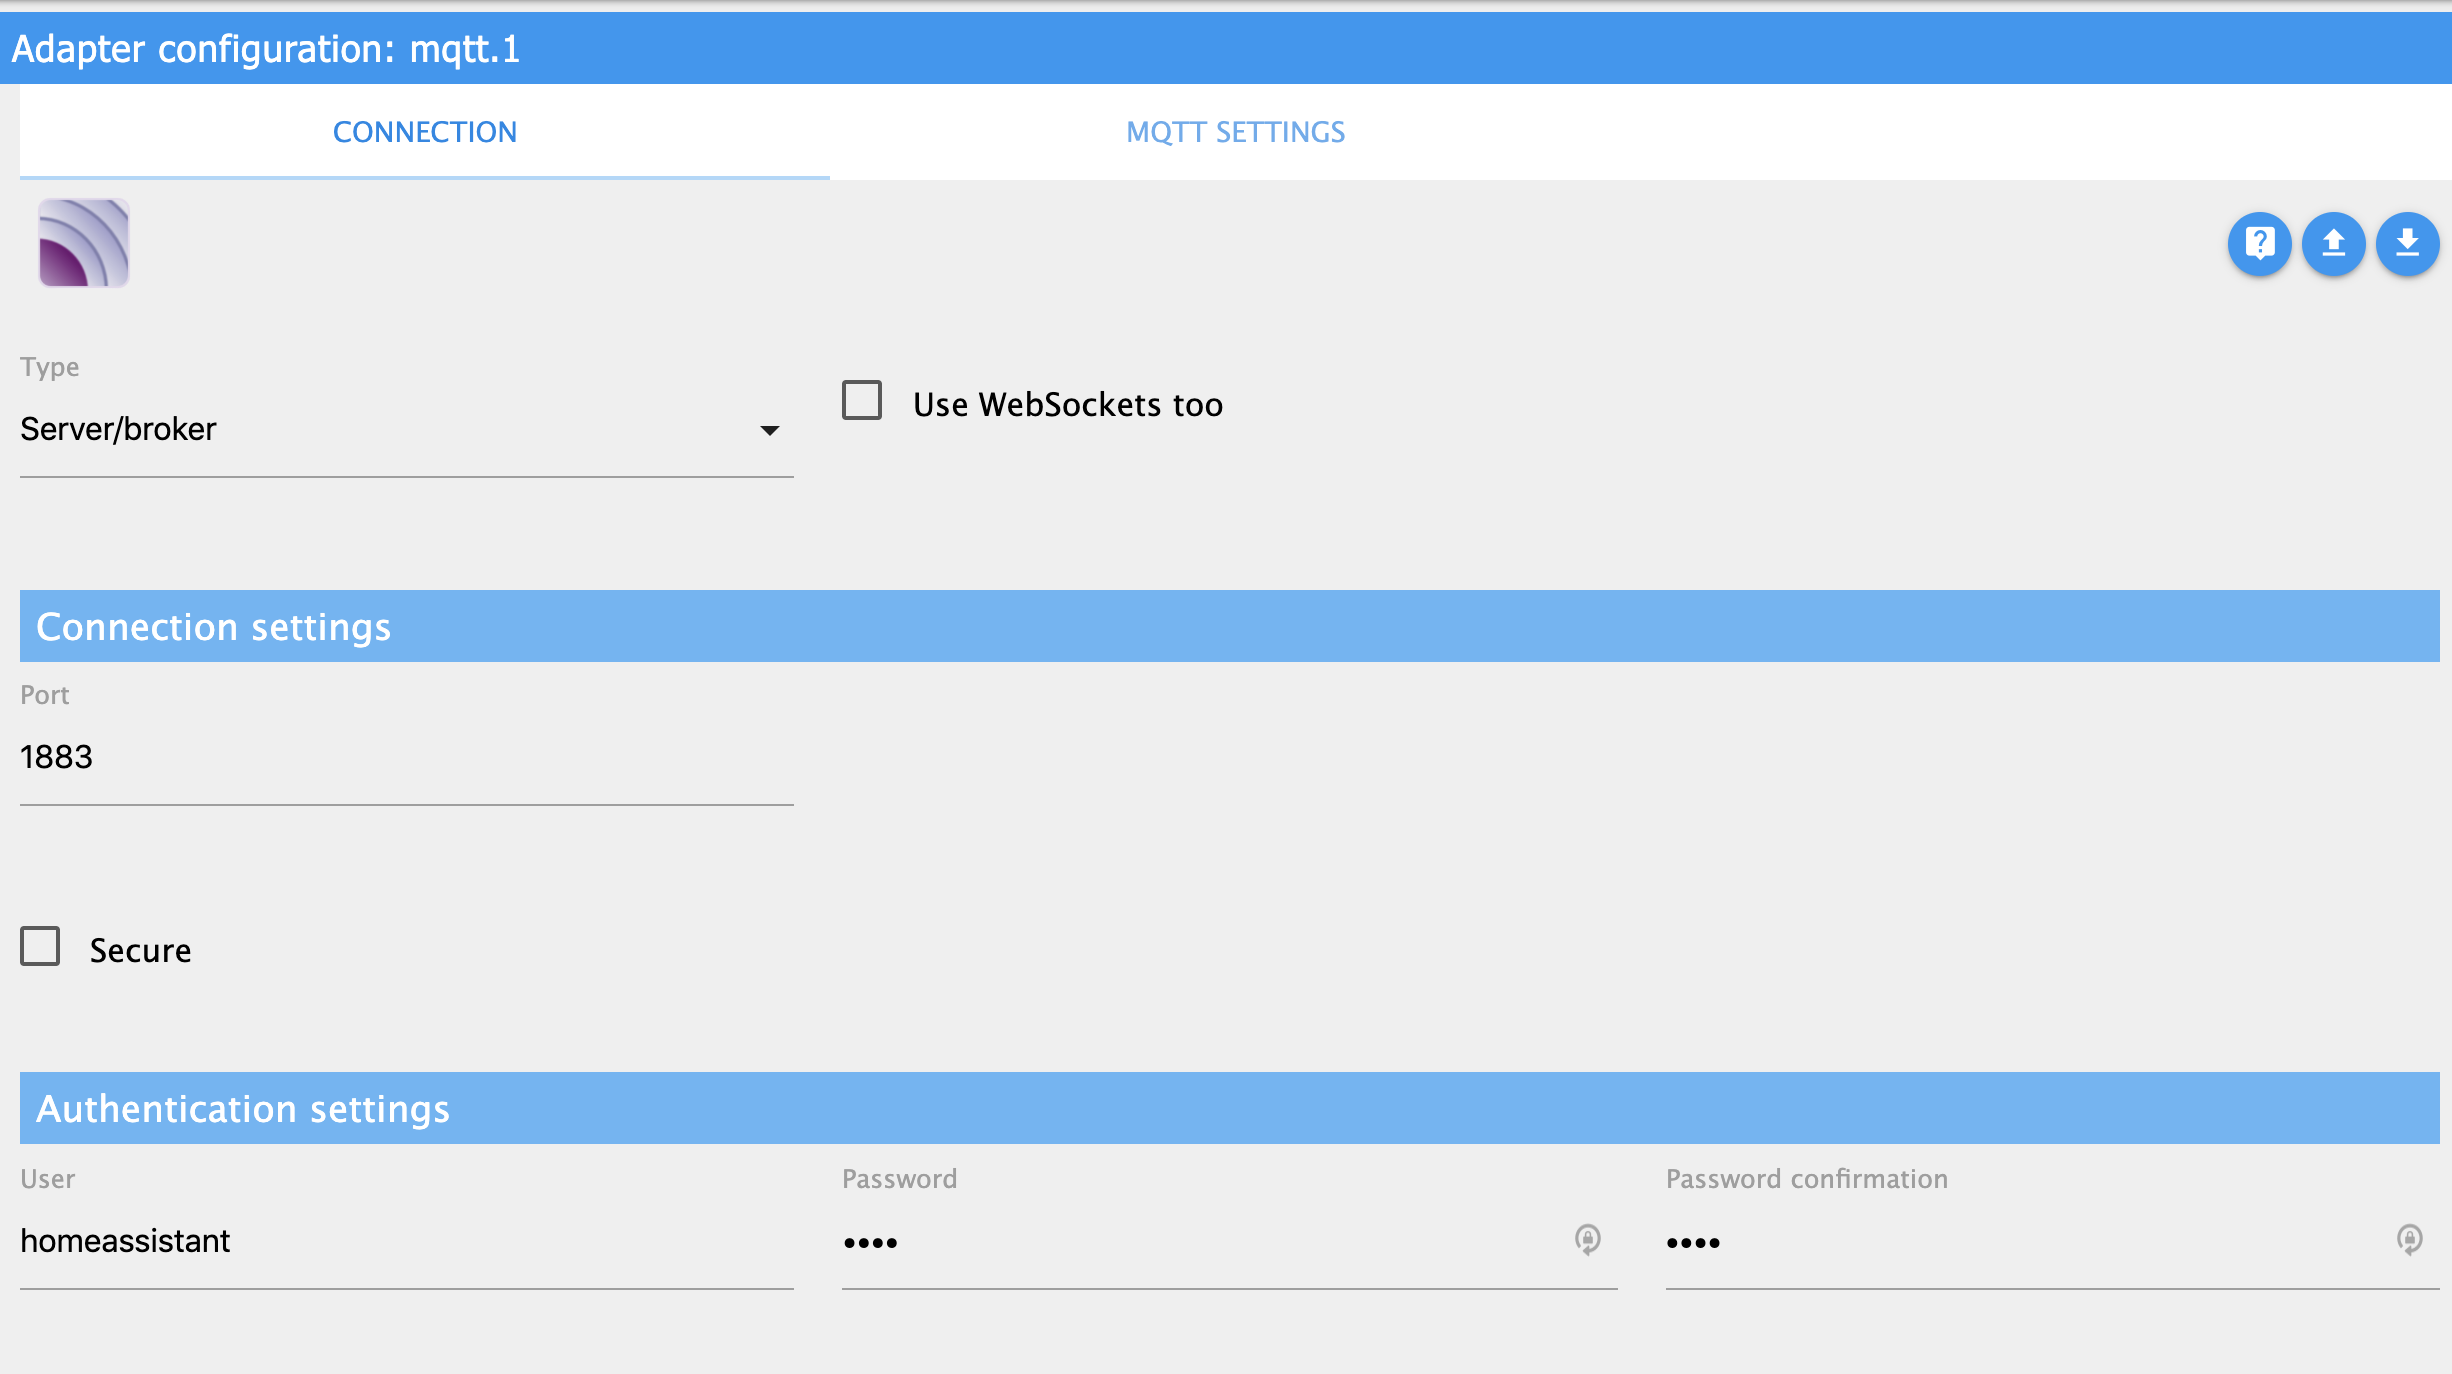 Adapter configuration: mqtt.1
CONNECTION
MQTT SETTINGS
Type
Server/broker
Use WebSockets too
Connection settings
Port
1883
Secure
Authentication settings
User
Password
Password confirmation
homeassistant
••••
••••